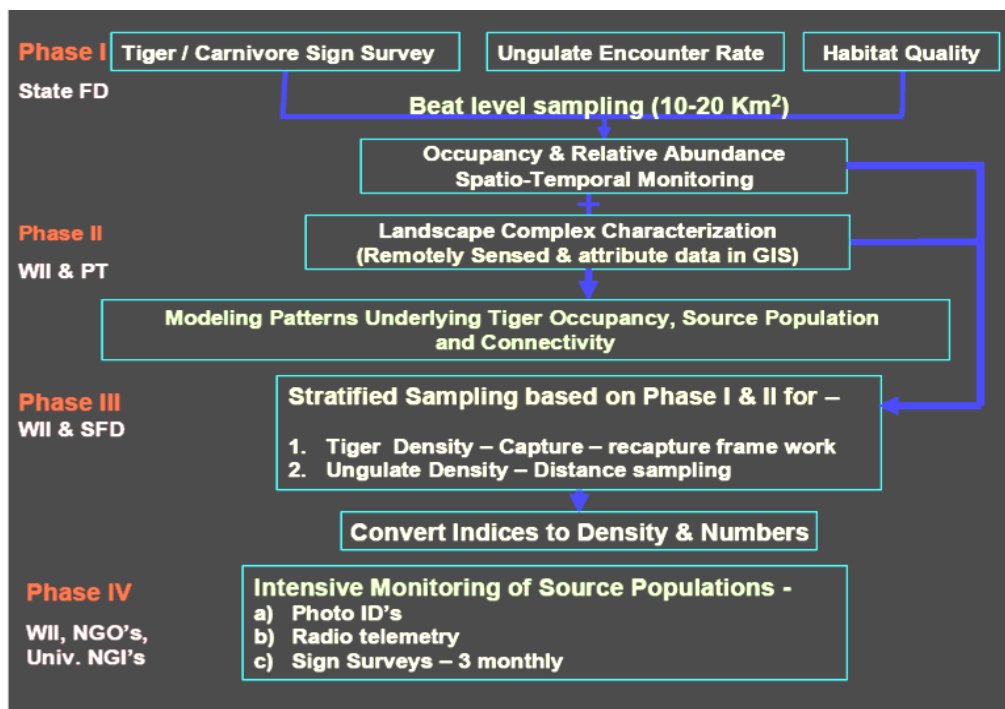 Phase I
Tiger / Carnivore Sign Survey
Ungulate Encounter Rate
Habitat Quality
State FD
Beat level sampling (10-20 Km²)
Occupancy & Relative Abundance
Spatio-Temporal Monitoring
+
Phase II
WII & PT
Landscape Complex Characterization
(Remotely Sensed & attribute data in GIS)
Modeling Patterns Underlying Tiger Occupancy, Source Population
and Connectivity
Phase III
WII & SFD
Stratified Sampling based on Phase I & II for –
1. Tiger Density – Capture – recapture frame work
2. Ungulate Density – Distance sampling
Convert Indices to Density & Numbers
Phase IV
WII, NGO's,
Univ. NGI's
Intensive Monitoring of Source Populations -
a) Photo ID's
b) Radio telemetry
c) Sign Surveys – 3 monthly